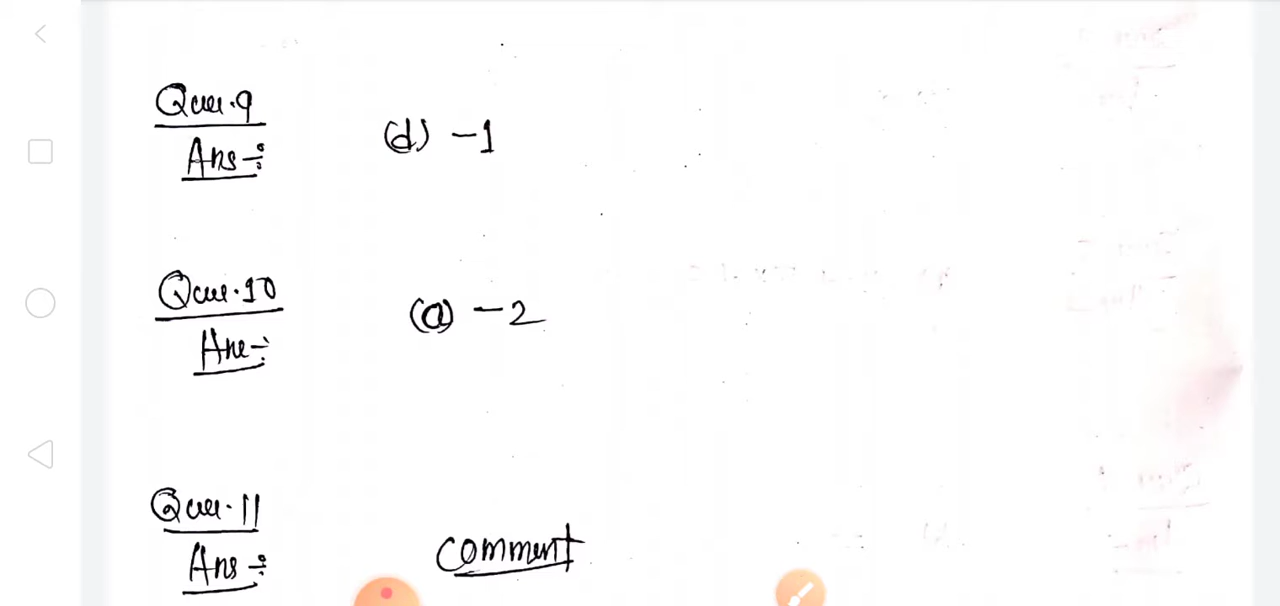 Que.9
Ans÷ (d) -1
Que.10
Ans÷ (a) -2
Que.11
Ans÷ comment